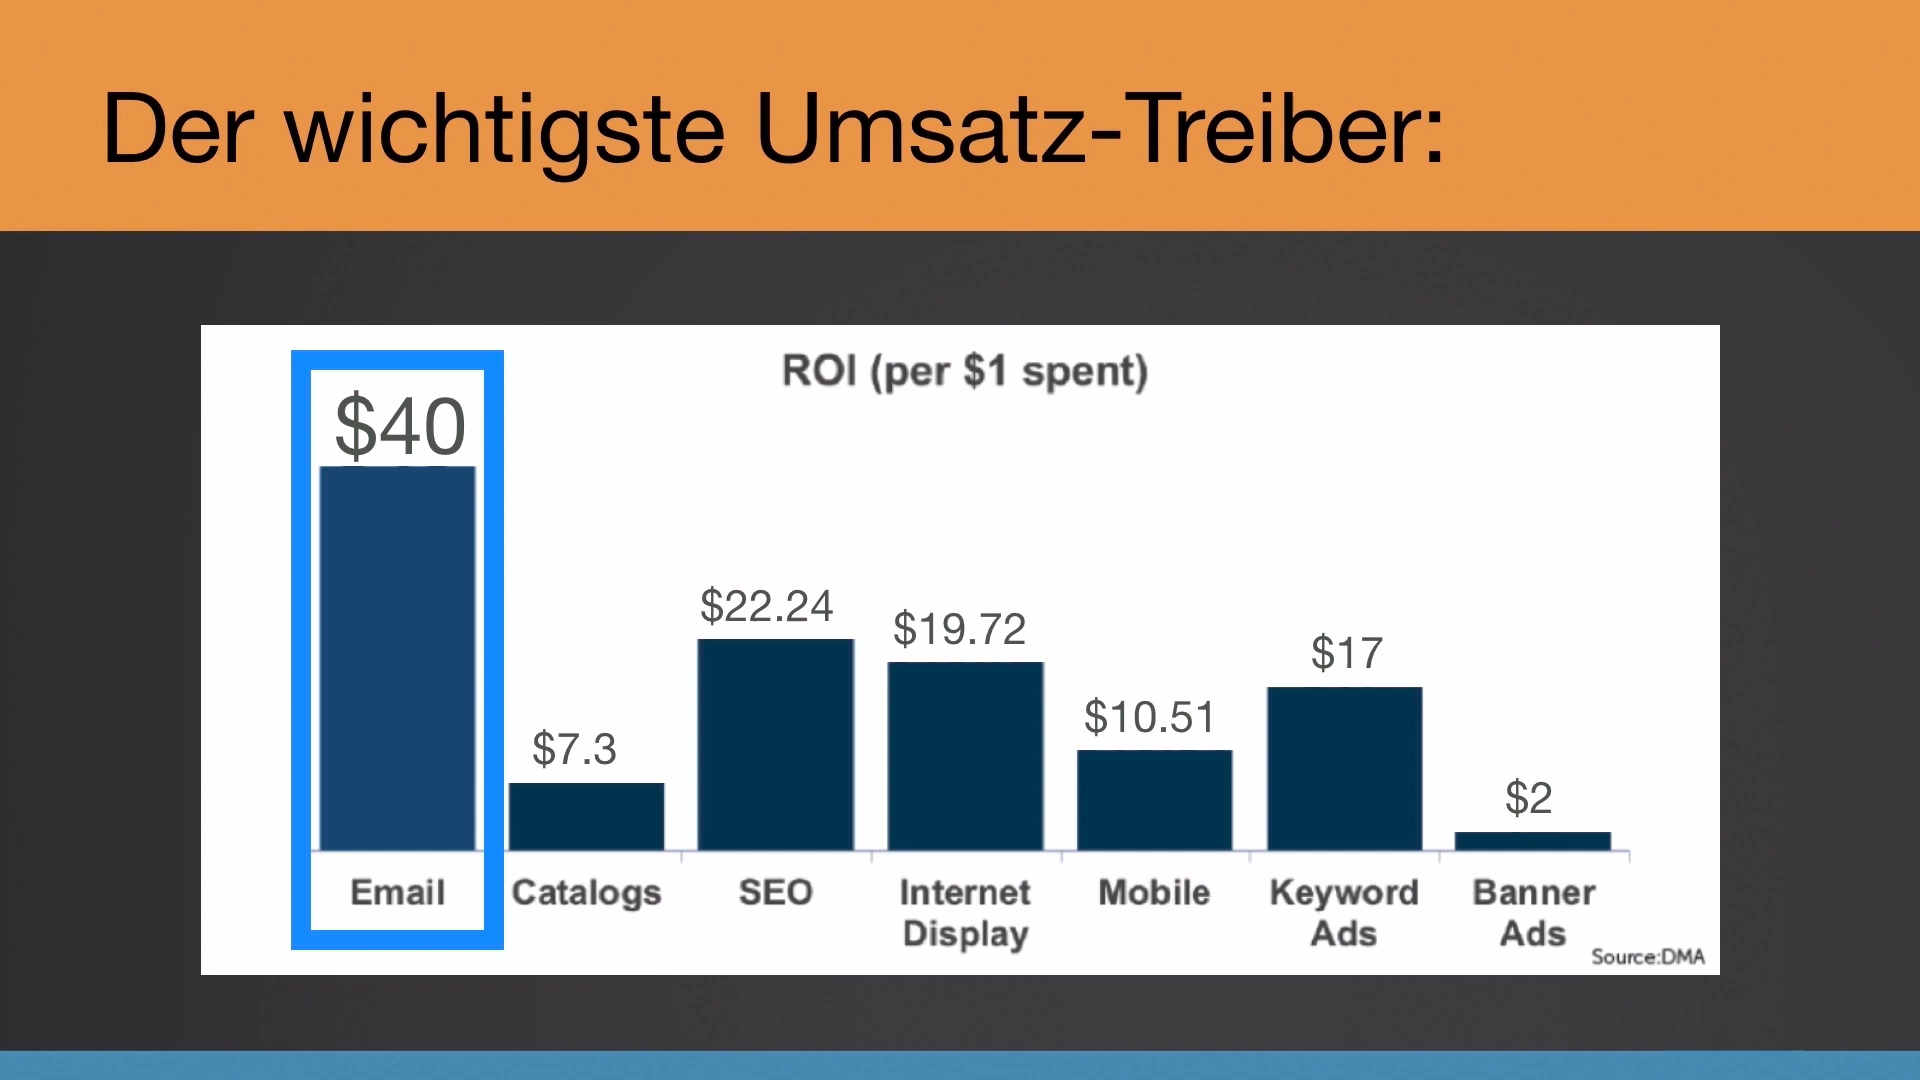 Der wichtigste Umsatz-Treiber:
ROI (per $1 spent)
$40
$7.3
$22.24
$19.72
$10.51
$17
$2
Email
Catalogs
SEO
Internet
Display
Mobile
Keyword
Ads
Banner
Ads
Source:DMA